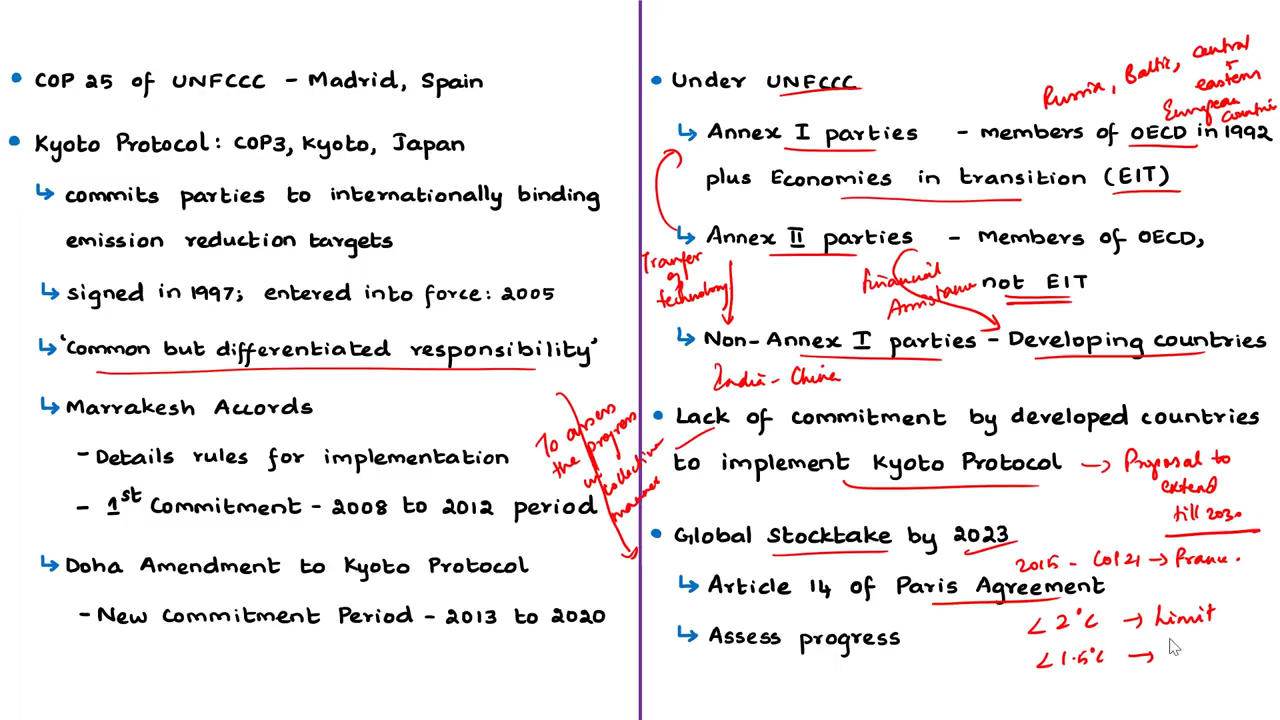 • COP 25 of UNFCCC - Madrid, Spain
• Kyoto Protocol: COP3, Kyoto, Japan
↳ commits parties to internationally binding
emission reduction targets
↳ signed in 1997; entered into force: 2005
↳ 'Common but differentiated responsibility'
↳ Marrakesh Accords
- Details rules for implementation
- 1st Commitment - 2008 to 2012 period
↳ Doha Amendment to Kyoto Protocol
- New Commitment Period - 2013 to 2020
To assess
the progress
in collective
manner
• Under UNFCCC
Russia, Baltic, central
+
eastern
European
countries
↳ Annex I parties - members of OECD in 1992
plus Economies in transition (EIT)
↳ Annex II parties - Members of OECD,
not EIT
Tranfer
of
technology
Financial
Assistance
↳ Non-Annex I parties - Developing countries
India - China
• Lack of commitment by developed countries
to implement Kyoto Protocol → Proposal to
extend
till 2030
• Global Stocktake by 2023
2015 - COP 21 → France.
↳ Article 14 of Paris Agreement
↳ Assess progress
< 2°C → Limit
< 1.5°C →